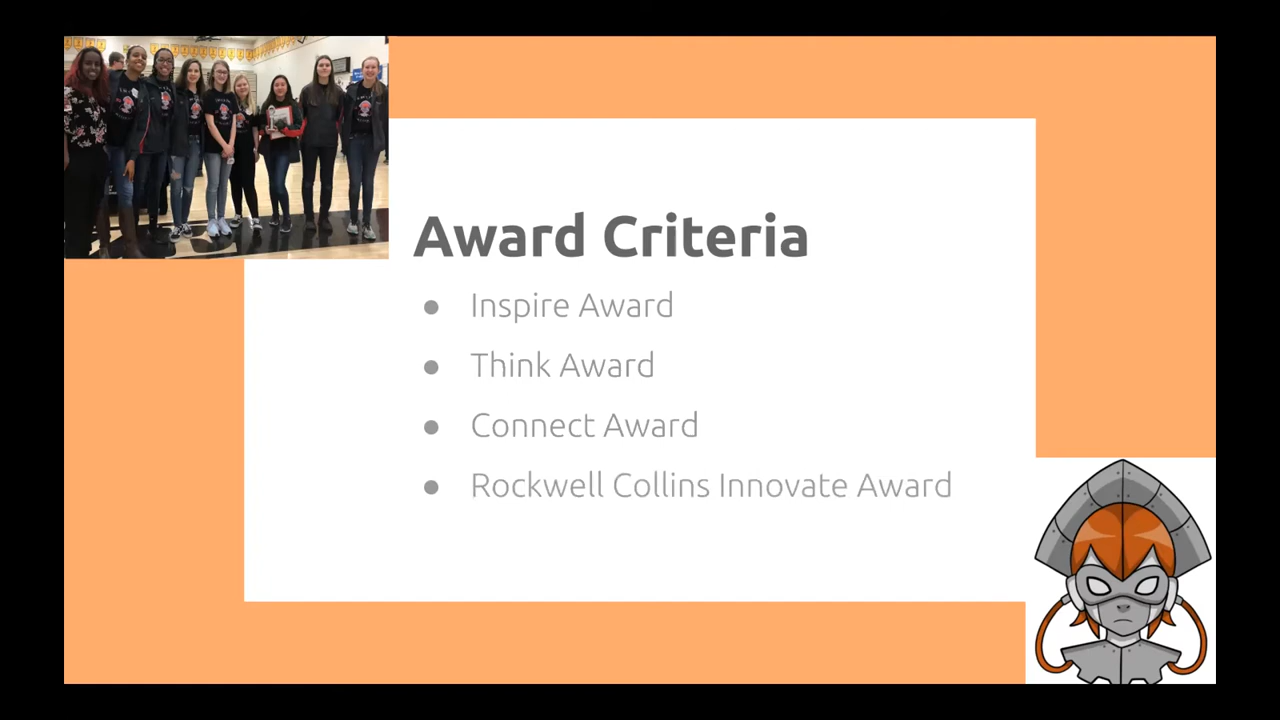 Award Criteria
● Inspire Award
● Think Award
● Connect Award
● Rockwell Collins Innovate Award